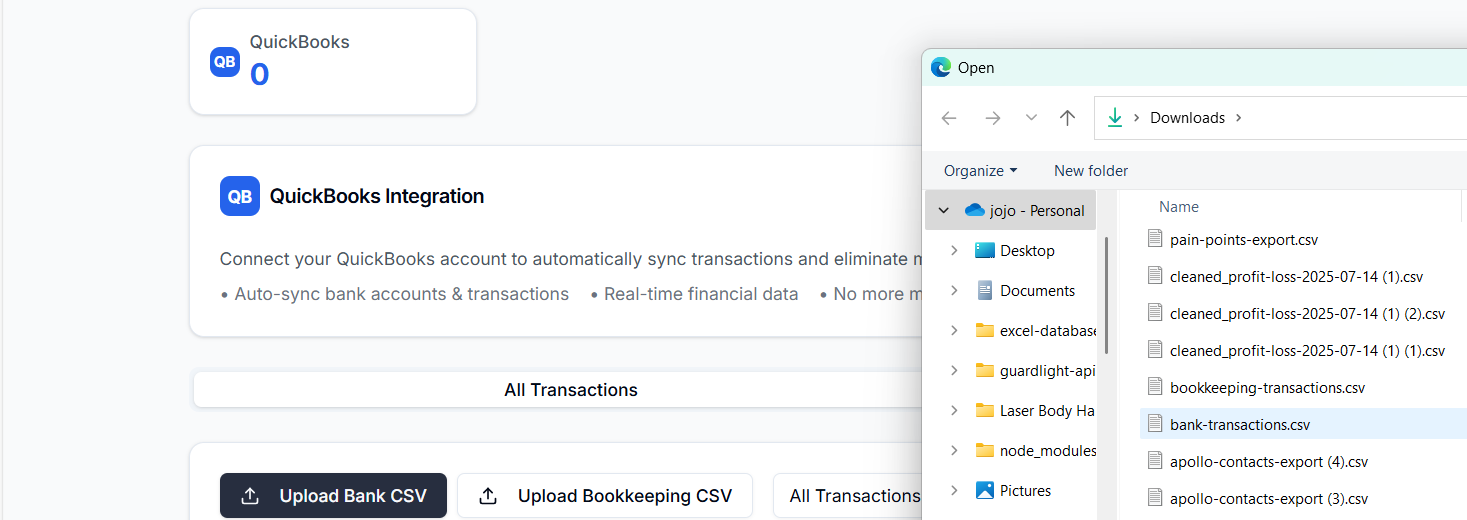 QuickBooks
QB
0
QB
QuickBooks Integration
Connect your QuickBooks account to automatically sync transactions and eliminate
• Auto-sync bank accounts & transactions • Real-time financial data • No more
All Transactions
Upload Bank CSV
Upload Bookkeeping CSV
All Transactions
Open
Downloads
Organize
New folder
jojo - Personal
Desktop
Documents
excel-database
guardlight-api
Laser Body Ha
node_modules
Pictures
Name
pain-points-export.csv
cleaned_profit-loss-2025-07-14 (1).csv
cleaned_profit-loss-2025-07-14 (1) (2).csv
cleaned_profit-loss-2025-07-14 (1) (1).csv
bookkeeping-transactions.csv
bank-transactions.csv
apollo-contacts-export (4).csv
apollo-contacts-export (3).csv